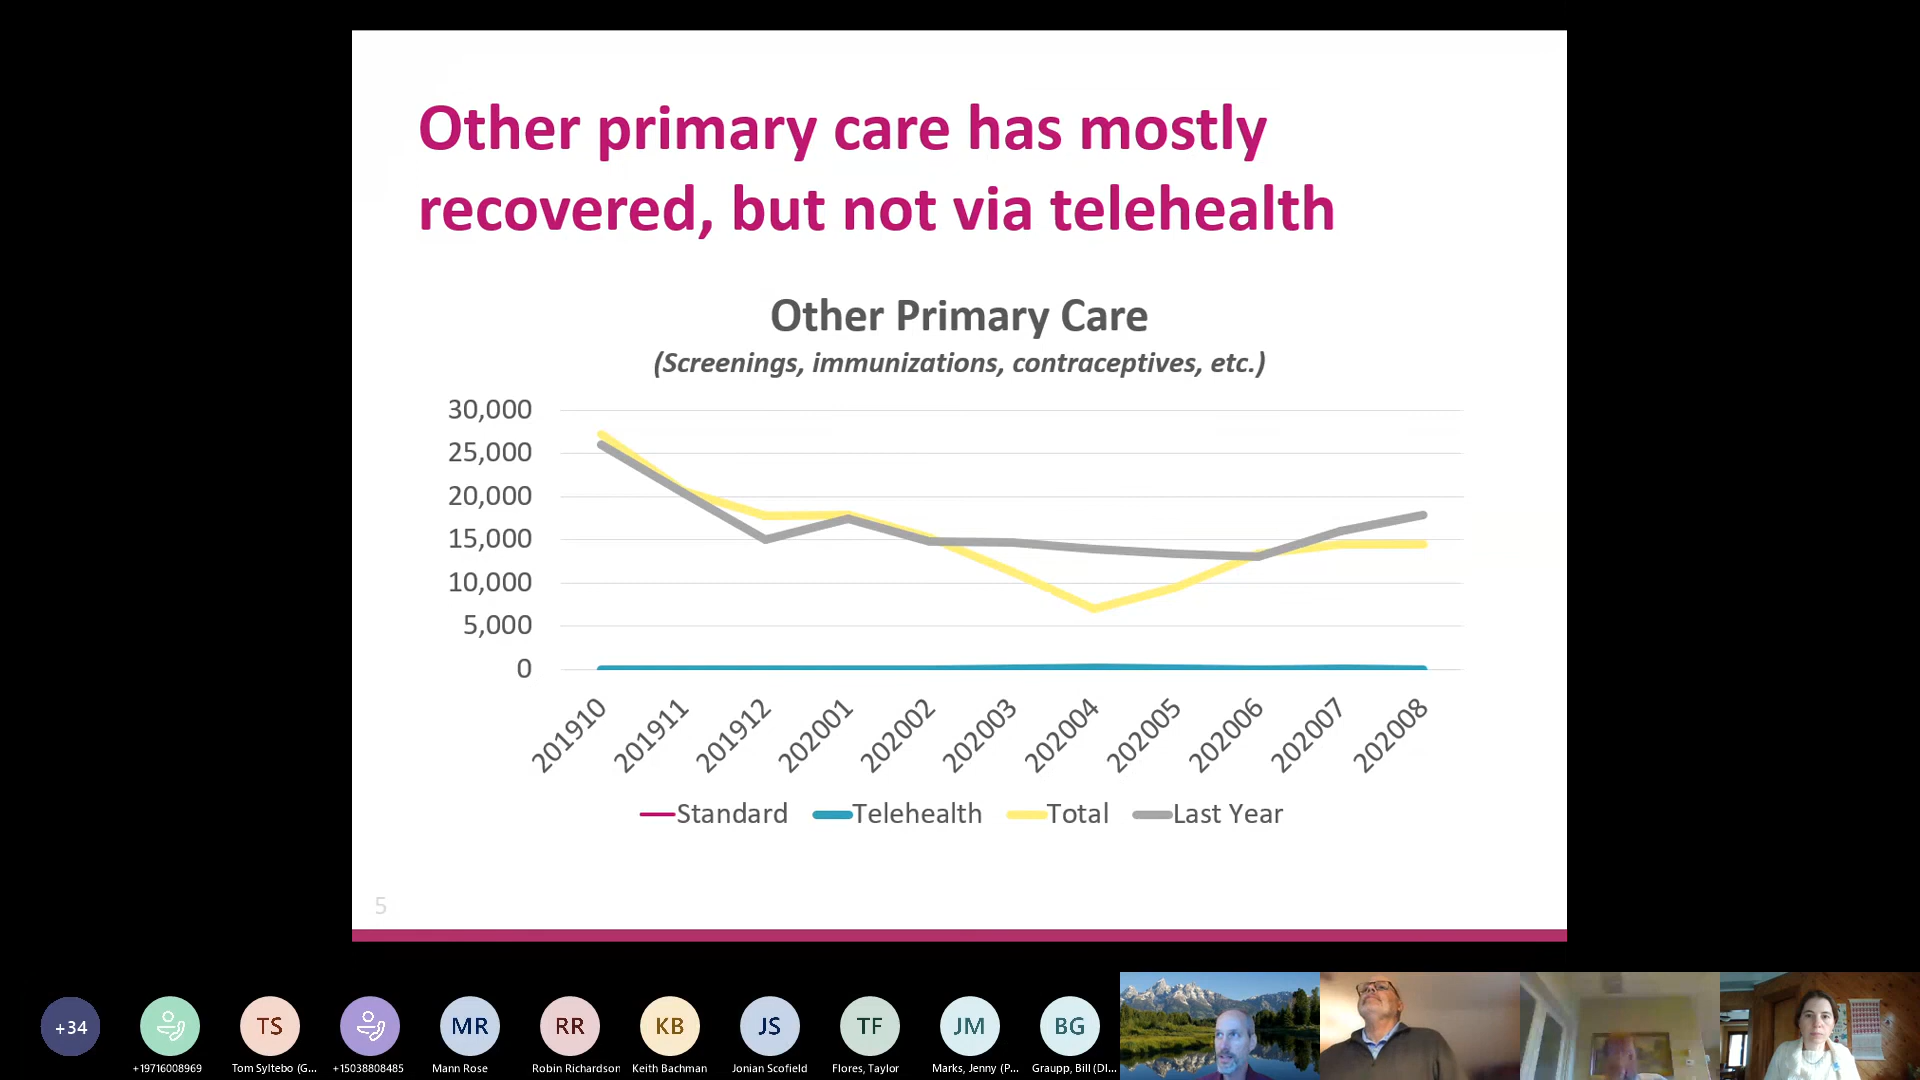 Other primary care has mostly
recovered, but not via telehealth
Other Primary Care
(Screenings, immunizations, contraceptives, etc.)
30,000
25,000
20,000
15,000
10,000
5,000
0
201910
201911
201912
202001
202002
202003
202004
202005
202006
202007
202008
Standard Telehealth Total Last Year
5
+34 TS MR RR KB JS TF JM BG
+19716008969 Tom Syltebo (G... +15038808485 Mann Rose Robin Richardson Keith Bachman Jonian Scofield Flores, Taylor Marks, Jenny (P... Graupp, Bill (DI...